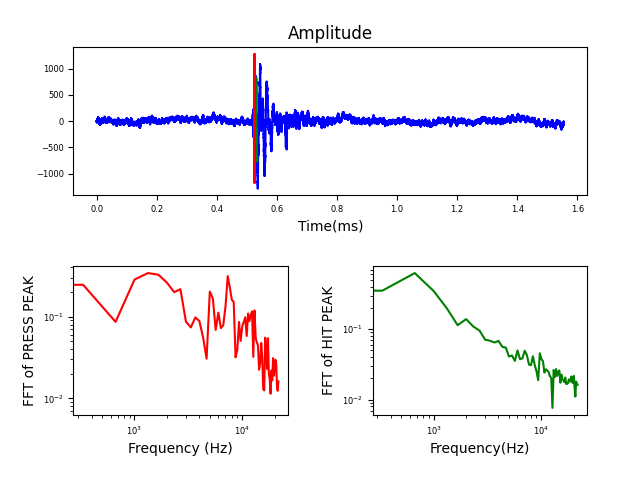 Amplitude
1000
500
0
−500
−1000
0.0 0.2 0.4 0.6 0.8 1.0 1.2 1.4 1.6
Time(ms)
FFT of PRESS PEAK
10⁻¹
10⁻²
10³ 10⁴
Frequency (Hz)
FFT of HIT PEAK
10⁻¹
10⁻²
10³ 10⁴
Frequency(Hz)